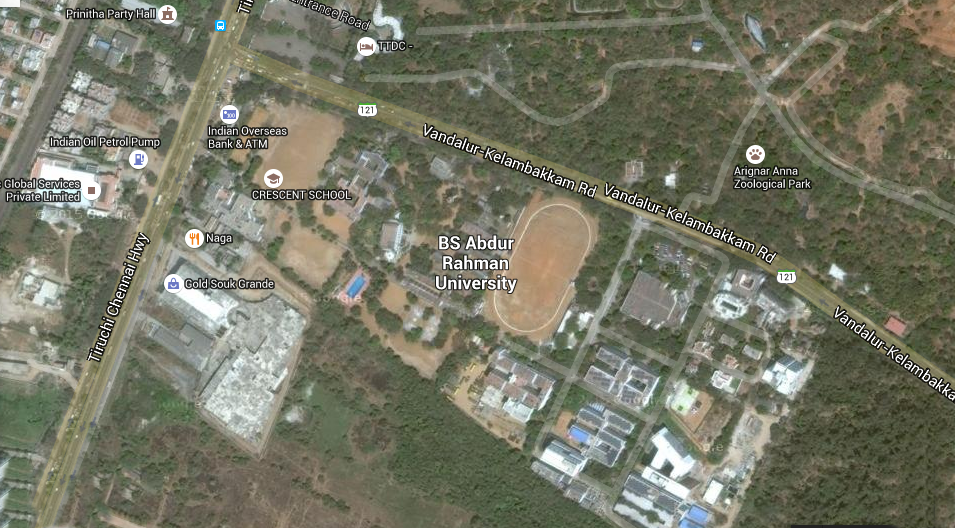 Prinitha Party Hall
Entrance Road
TTDC -
121
Indian Overseas
Bank & ATM
Vandalur-Kelambakkam Rd
Indian Oil Petrol Pump
Arignar Anna
Zoological Park
Global Services
Private Limited
CRESCENT SCHOOL
Vandalur-Kelambakkam Rd
Naga
BS Abdur
Rahman
University
Gold Souk Grande
121
Tiruchi Chennai Hwy
Vandalur-Kelambakka